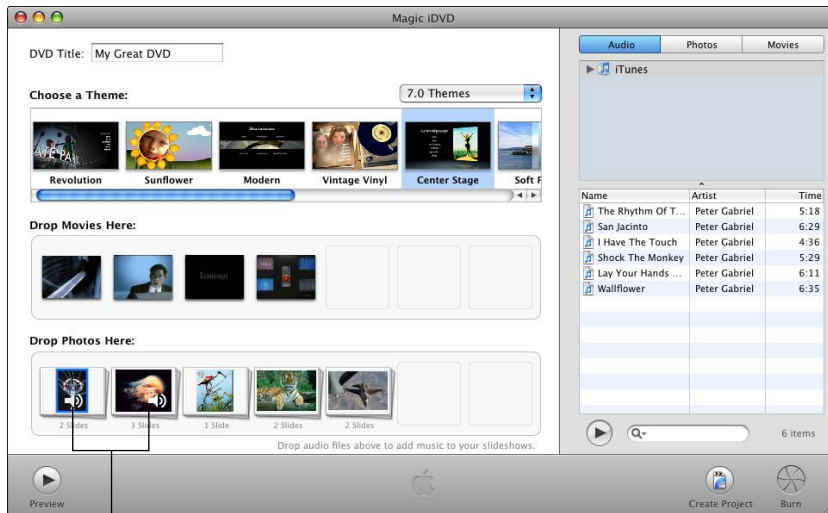 Magic iDVD
DVD Title: My Great DVD
Choose a Theme:
7.0 Themes
Revolution Sunflower Modern Vintage Vinyl Center Stage Soft
Drop Movies Here:
Drop Photos Here:
2 Slides 3 Slides 1 Slide 2 Slides 2 Slides
Drop audio files above to add music to your slideshows.
Preview
Create Project Burn
Audio Photos Movies
iTunes
Name Artist Time
The Rhythm Of T... Peter Gabriel 5:18
San Jacinto Peter Gabriel 6:29
I Have The Touch Peter Gabriel 4:36
Shock The Monkey Peter Gabriel 5:29
Lay Your Hands ... Peter Gabriel 6:11
Wallflower Peter Gabriel 6:35
6 items